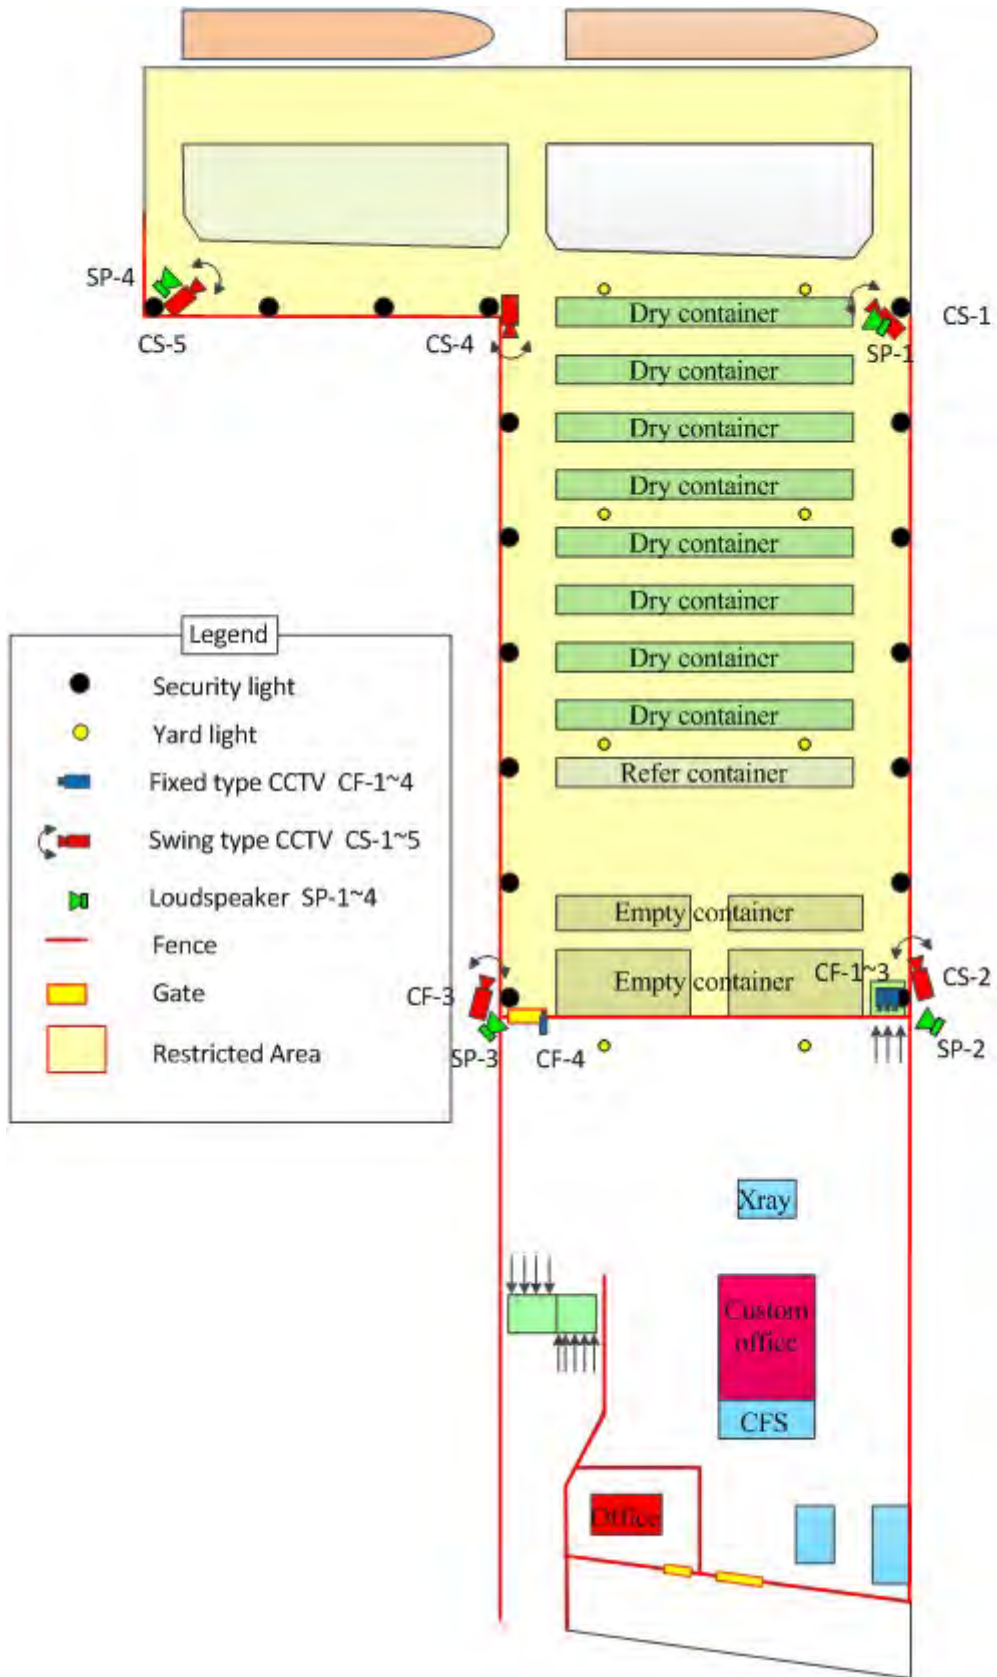 SP-4
CS-5
CS-4
Dry container
CS-1
SP-1
Dry container
Dry container
Dry container
Dry container
Dry container
Dry container
Dry container
Refer container
Legend
Security light
Yard light
Fixed type CCTV CF-1~4
Swing type CCTV CS-1~5
Loudspeaker SP-1~4
Fence
Gate
Restricted Area
Empty container
Empty container
CF-1~3
CS-2
CF-3
SP-3
CF-4
SP-2
Xray
Custom
office
CFS
Office